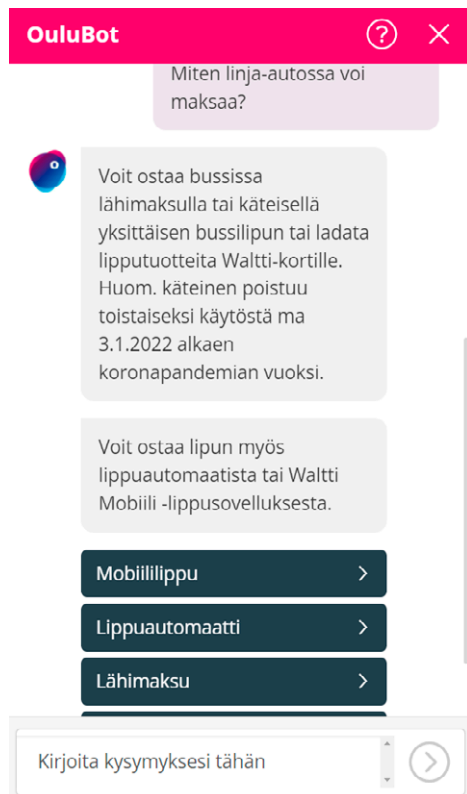 OuluBot
Miten linja-autossa voi
maksaa?
Voit ostaa bussissa
lähimaksulla tai käteisellä
yksittäisen bussilipun tai ladata
lipputuotteita Waltti-kortille.
Huom. käteinen poistuu
toistaiseksi käytöstä ma
3.1.2022 alkaen
koronapandemian vuoksi.
Voit ostaa lipun myös
lippuautomaatista tai Waltti
Mobiili -lippusovelluksesta.
Mobiililippu
Lippuautomaatti
Lähimaksu
Kirjoita kysymyksesi tähän